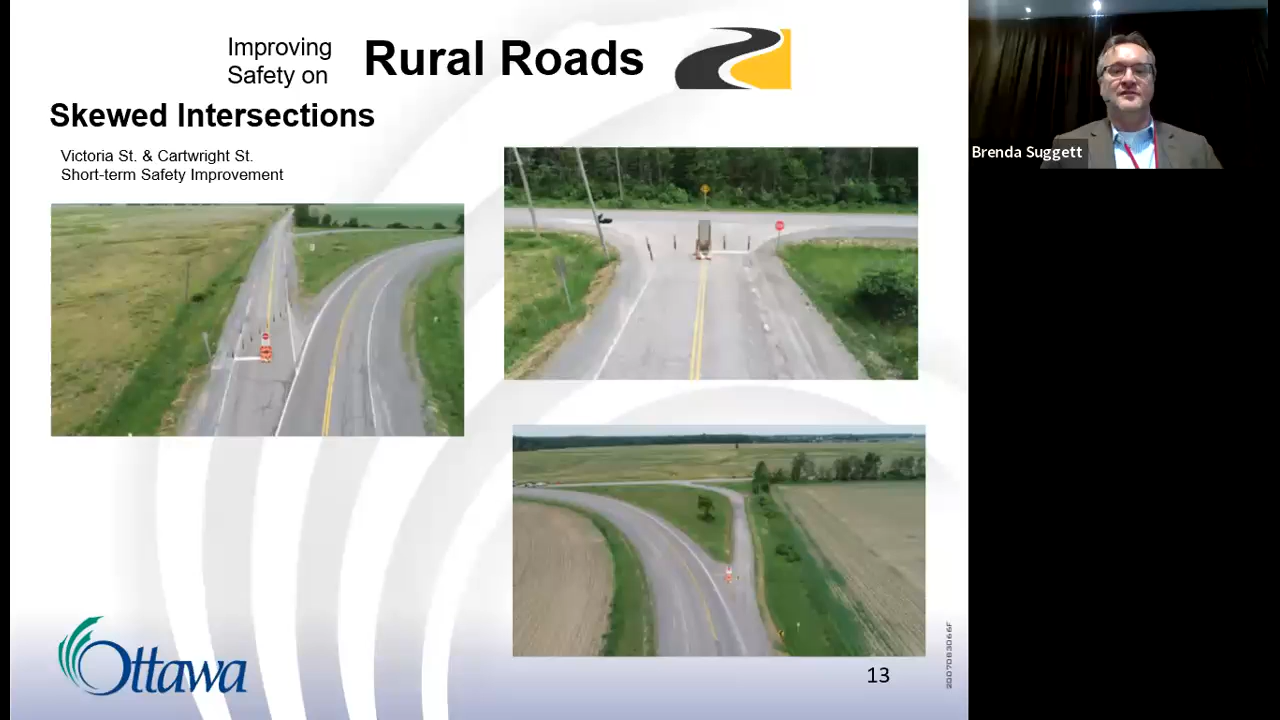 Improving
Safety on
Rural Roads
Skewed Intersections
Victoria St. & Cartwright St.
Short-term Safety Improvement
Brenda Suggett
Ottawa
13
2007083066F